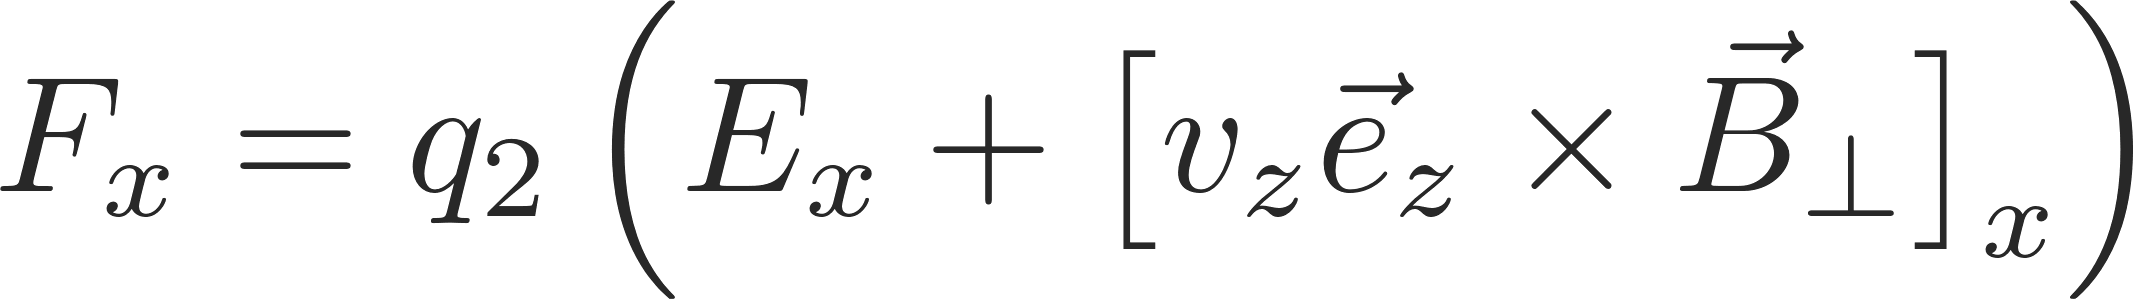 $F_x = q_2 \left( E_x + \left[ v_z \vec{e}_z \times \vec{B}_\perp \right]_x \right)$